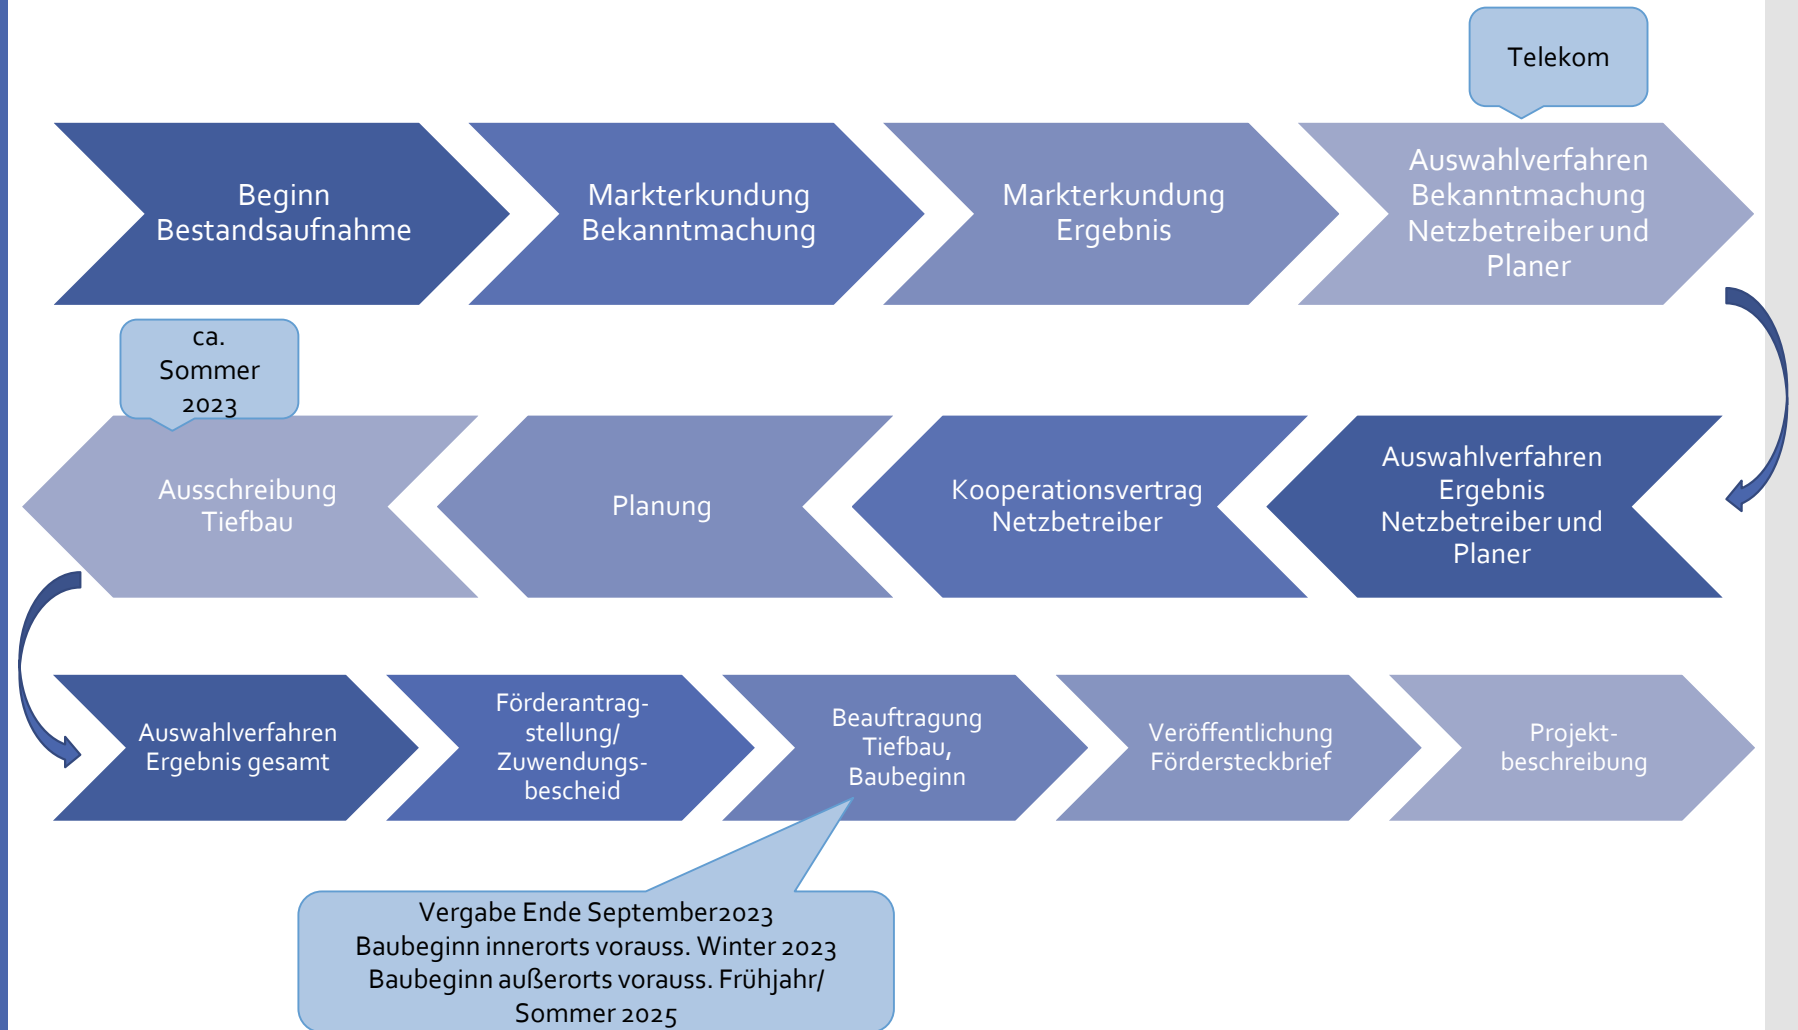 Telekom
Beginn
Bestandsaufnahme
Markterkundung
Bekanntmachung
Markterkundung
Ergebnis
Auswahlverfahren
Bekanntmachung
Netzbetreiber und
Planer
ca.
Sommer
2023
Auswahlverfahren
Ergebnis
Netzbetreiber und
Planer
Kooperationsvertrag
Netzbetreiber
Planung
Ausschreibung
Tiefbau
Auswahlverfahren
Ergebnis gesamt
Förderantrag-
stellung/
Zuwendungs-
bescheid
Beauftragung
Tiefbau,
Baubeginn
Veröffentlichung
Fördersteckbrief
Projekt-
beschreibung
Vergabe Ende September2023
Baubeginn innerorts vorauss. Winter 2023
Baubeginn außerorts vorauss. Frühjahr/
Sommer 2025